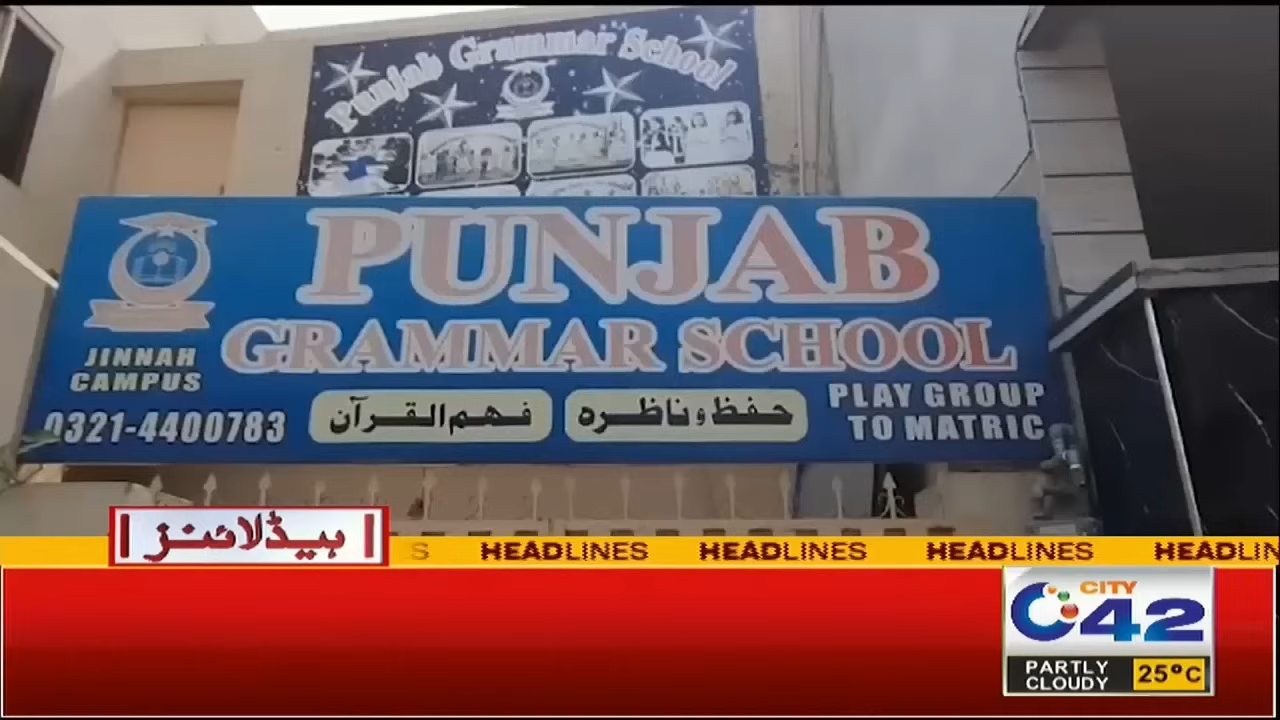 Punjab Grammar School
PUNJAB
GRAMMAR SCHOOL
JINNAH
CAMPUS
0321-4400783
فہم القرآن
حفظ و ناظرہ
PLAY GROUP
TO MATRIC
ہیڈلائنز
HEADLINES HEADLINES HEADLINES HEADLIN
CITY
42
PARTLY
CLOUDY
25°C